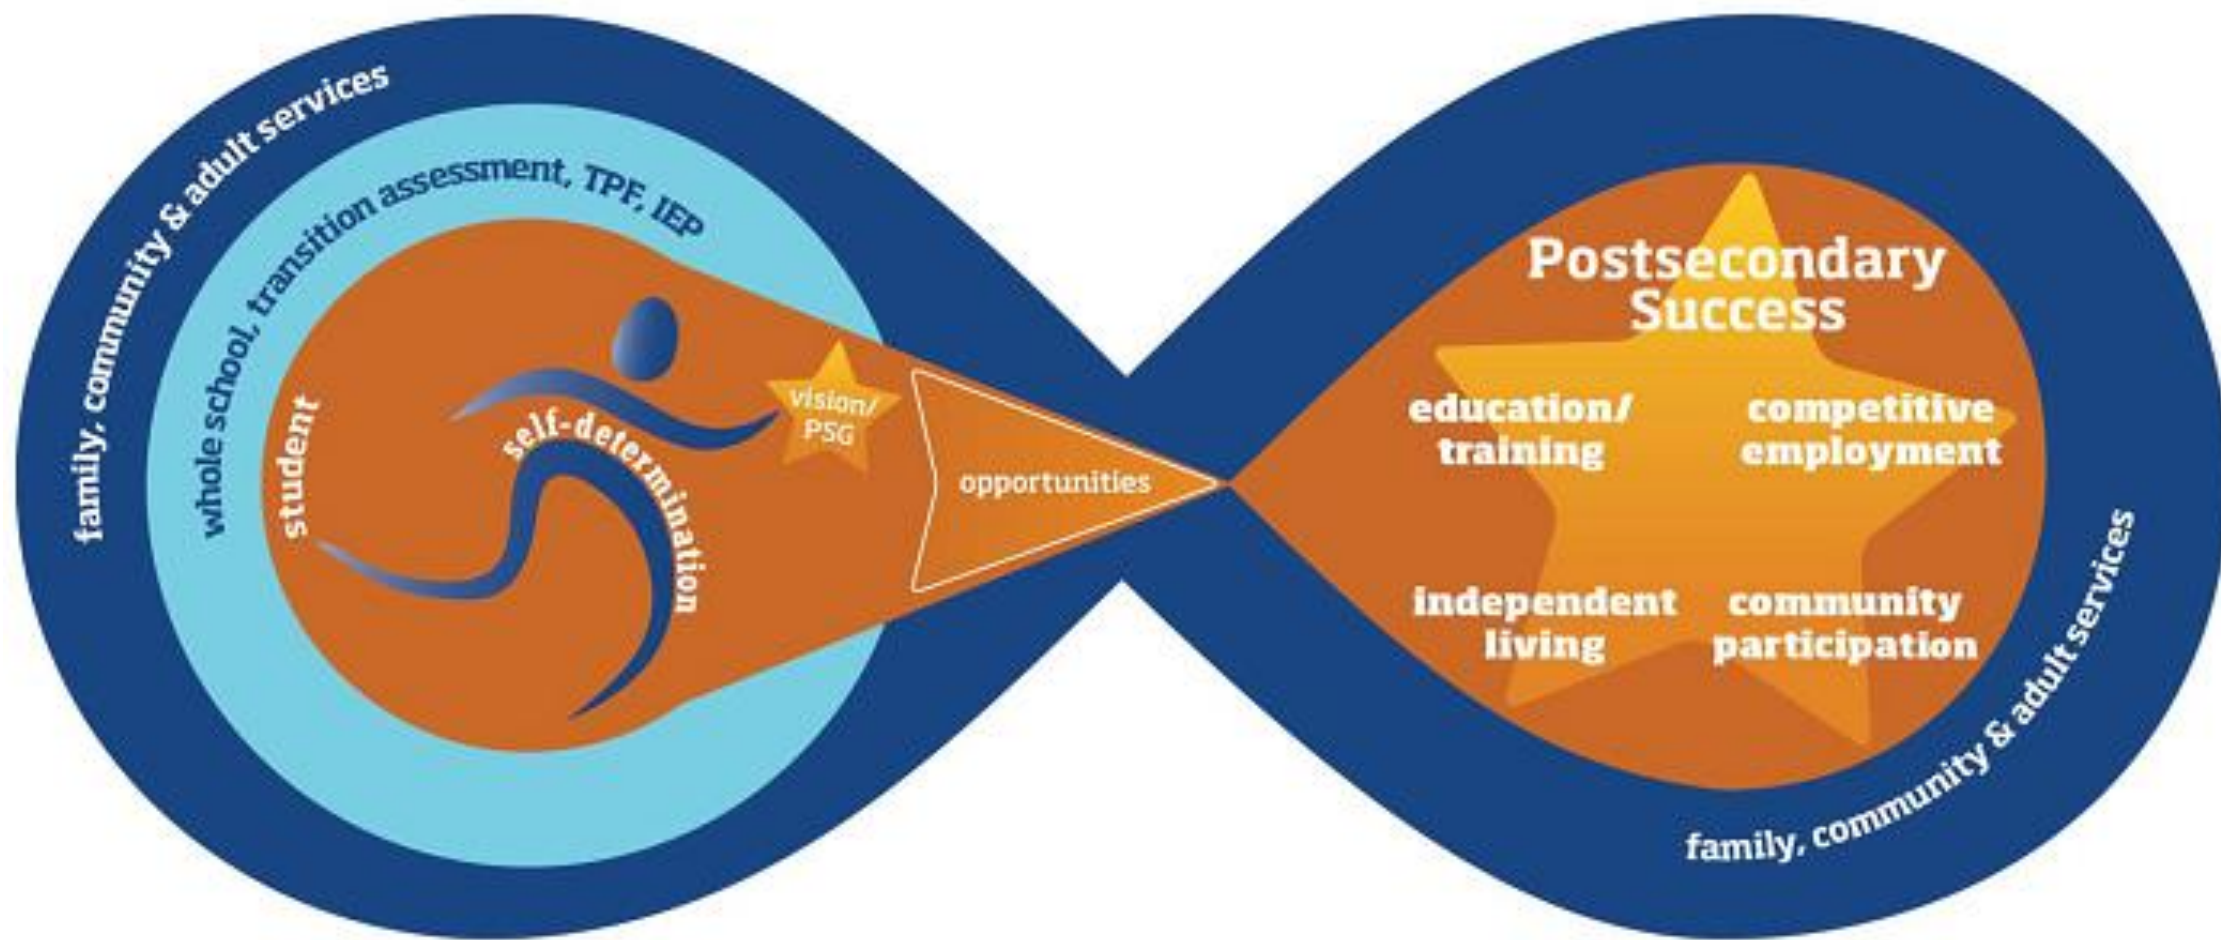 family, community & adult services
whole school, transition assessment, TPF, IEP
student
self-determination
vision/
PSG
opportunities
Postsecondary
Success
education/
training
competitive
employment
independent
living
community
participation
family, community & adult services